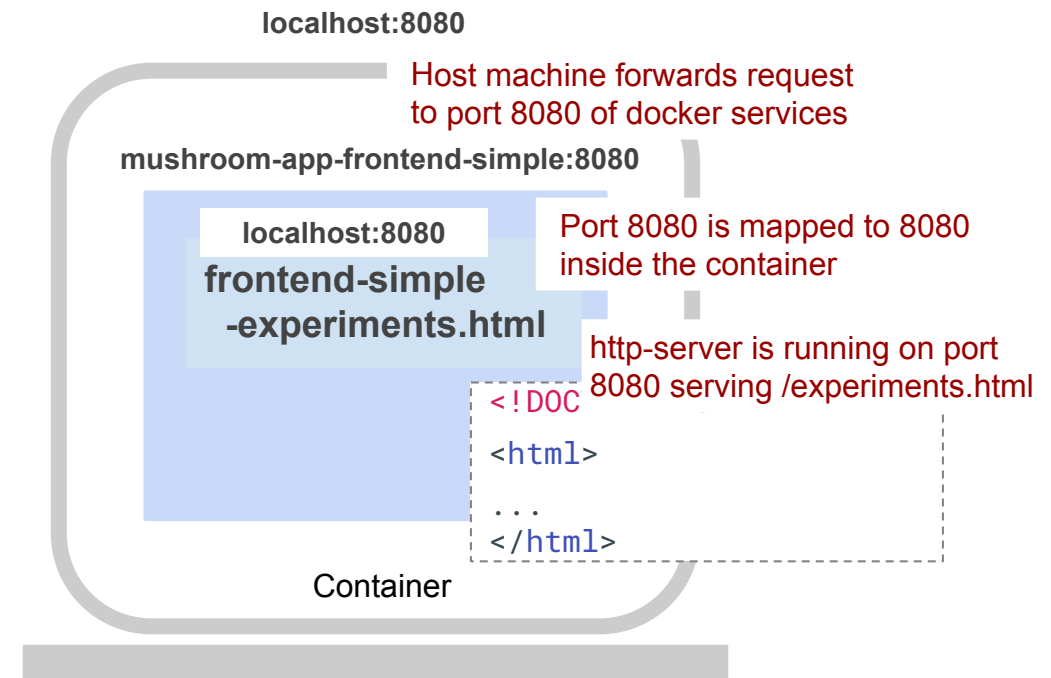 localhost:8080
Host machine forwards request
to port 8080 of docker services
mushroom-app-frontend-simple:8080
localhost:8080
Port 8080 is mapped to 8080
inside the container
frontend-simple
-experiments.html
http-server is running on port
8080 serving /experiments.html
<!DOC
<html>
...
</html>
Container